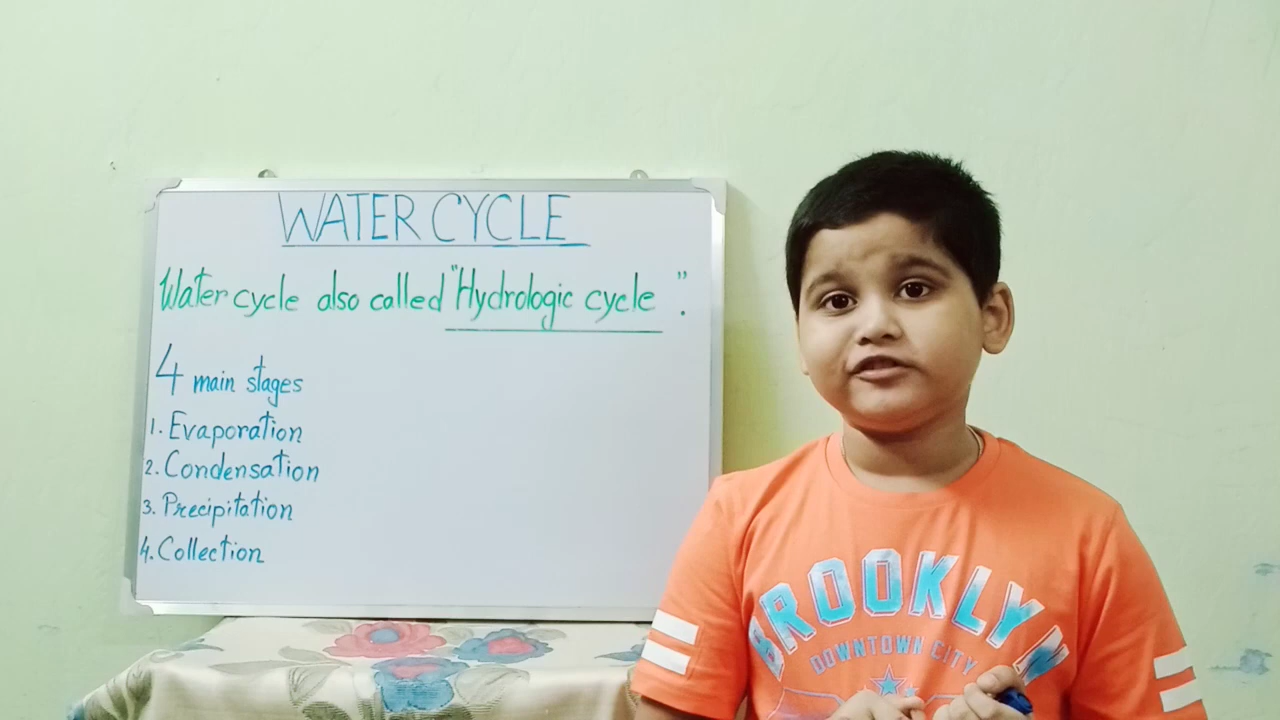 WATER CYCLE
Water cycle also called "Hydrologic cycle".
4 main stages
1. Evaporation
2. Condensation
3. Precipitation
4. Collection
BROOKLYN
DOWNTOWN CITY